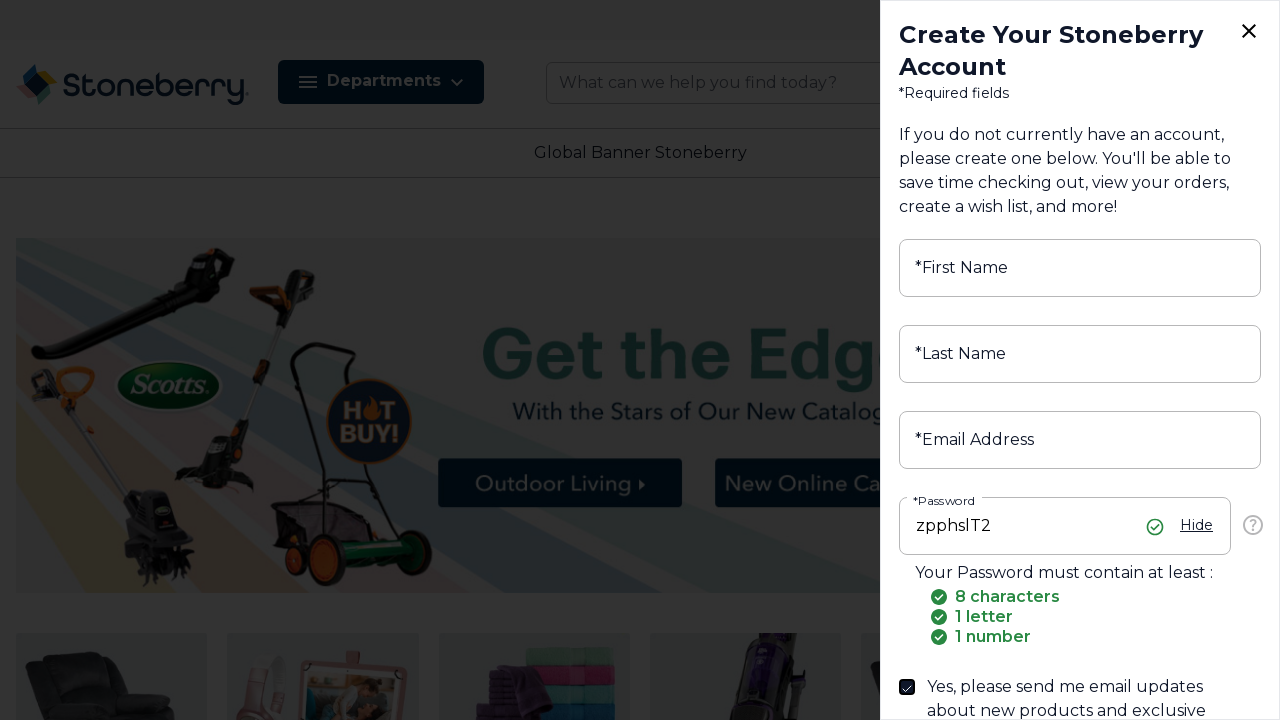 Create Your Stoneberry
Account
*Required fields
If you do not currently have an account,
please create one below. You'll be able to
save time checking out, view your orders,
create a wish list, and more!
*First Name
*Last Name
*Email Address
*Password
zpphslT2
Hide
Your Password must contain at least :
8 characters
1 letter
1 number
Yes, please send me email updates
about new products and exclusive
Stoneberry
Departments
What can we help you find today?
Global Banner Stoneberry
Scotts
HOT
BUY!
Get the Edg
With the Stars of Our New Catalog
Outdoor Living
New Online Ca